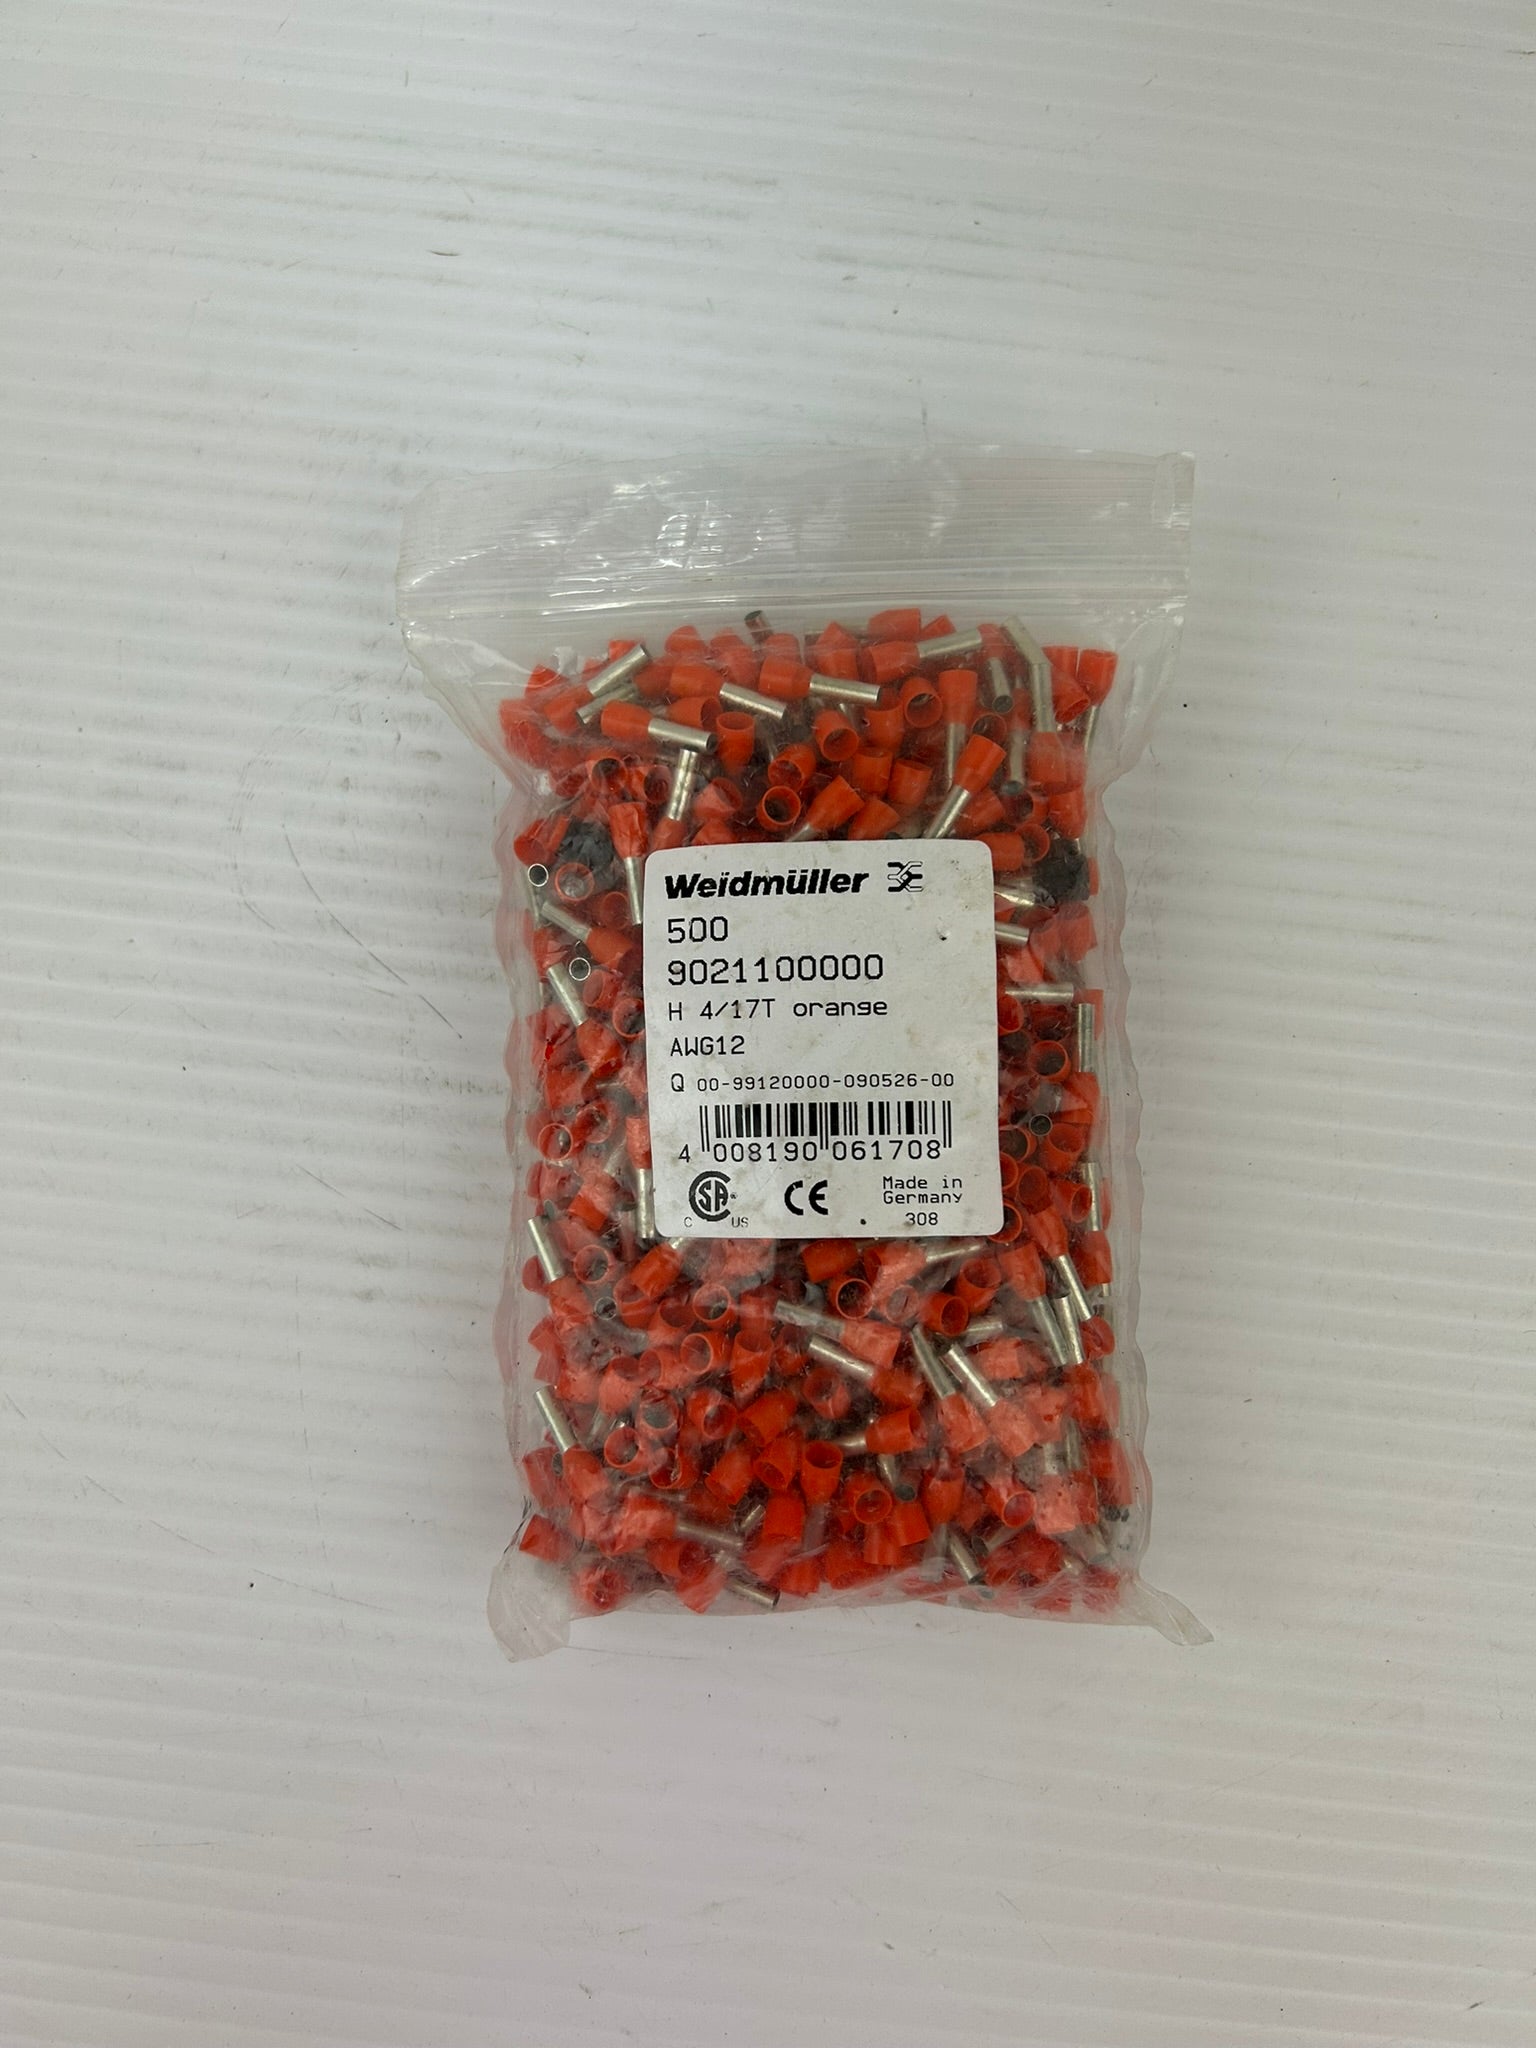 Weidmüller
500
9021100000
H 4/17T orange
AWG12
Q 00-99120000-090526-00
4 008190 061708
CSA® C US
CE
Made in
Germany
308